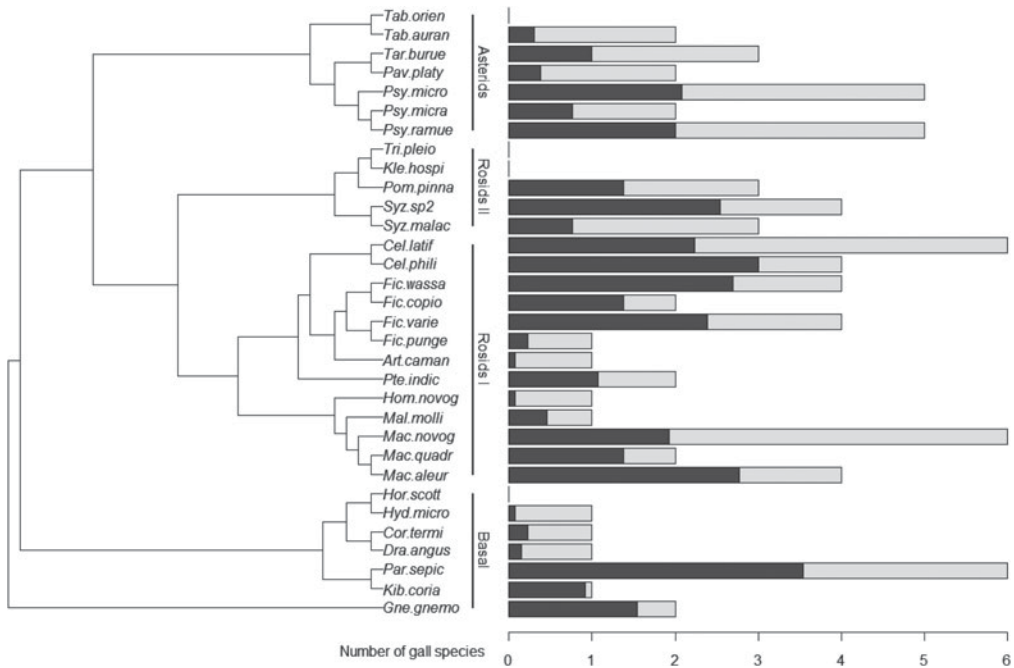 Tab.orien
Tab.auran
Tar.burue
Pav.platy
Psy.micro
Psy.micra
Psy.ramue
Asterids
Tri.pleio
Kle.hospi
Pom.pinna
Syz.sp2
Syz.malac
Rosids II
Cel.latif
Cel.phili
Fic.wassa
Fic.copio
Fic.varie
Fic.punge
Art.caman
Pte.indic
Hom.novog
Mal.molli
Mac.novog
Mac.quadr
Mac.aleur
Rosids I
Hor.scott
Hyd.micro
Cor.termi
Dra.angus
Par.sepic
Kib.coria
Gne.gnemo
Basal
Number of gall species
0 1 2 3 4 5 6